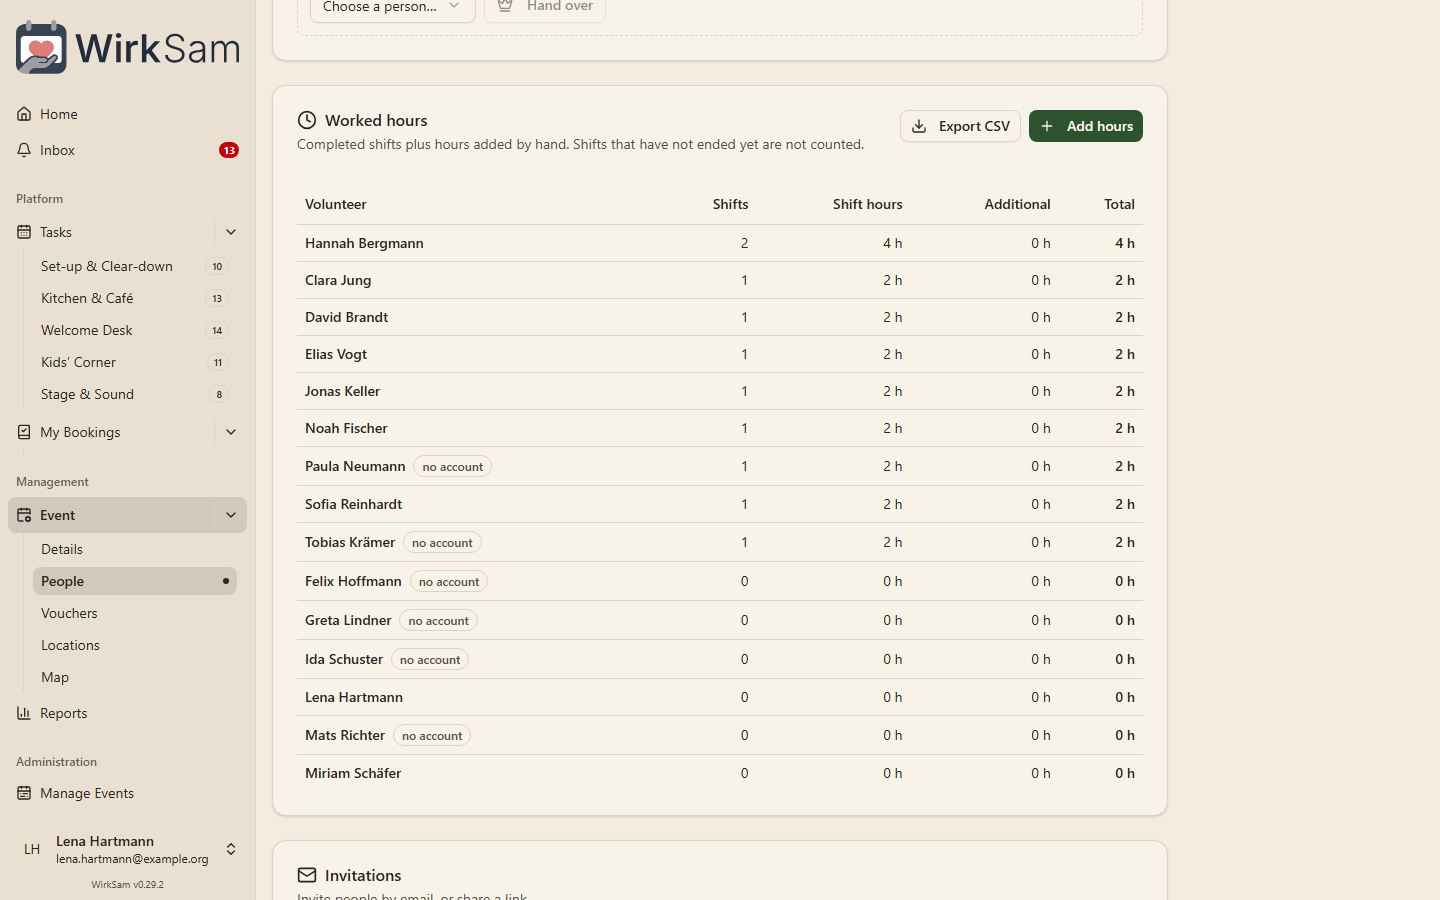 WirkSam
Home
Inbox 13
Platform
Tasks
Set-up & Clear-down 10
Kitchen & Café 13
Welcome Desk 14
Kids’ Corner 11
Stage & Sound 8
My Bookings
Management
Event
Details
People
Vouchers
Locations
Map
Reports
Administration
Manage Events
LH Lena Hartmann
lena.hartmann@example.org
WirkSam v0.29.2
Choose a person... Hand over
Worked hours
Completed shifts plus hours added by hand. Shifts that have not ended yet are not counted.
Export CSV Add hours
Volunteer Shifts Shift hours Additional Total
Hannah Bergmann 2 4 h 0 h 4 h
Clara Jung 1 2 h 0 h 2 h
David Brandt 1 2 h 0 h 2 h
Elias Vogt 1 2 h 0 h 2 h
Jonas Keller 1 2 h 0 h 2 h
Noah Fischer 1 2 h 0 h 2 h
Paula Neumann no account 1 2 h 0 h 2 h
Sofia Reinhardt 1 2 h 0 h 2 h
Tobias Krämer no account 1 2 h 0 h 2 h
Felix Hoffmann no account 0 0 h 0 h 0 h
Greta Lindner no account 0 0 h 0 h 0 h
Ida Schuster no account 0 0 h 0 h 0 h
Lena Hartmann 0 0 h 0 h 0 h
Mats Richter no account 0 0 h 0 h 0 h
Miriam Schäfer 0 0 h 0 h 0 h
Invitations
Invite people by email, or share a link